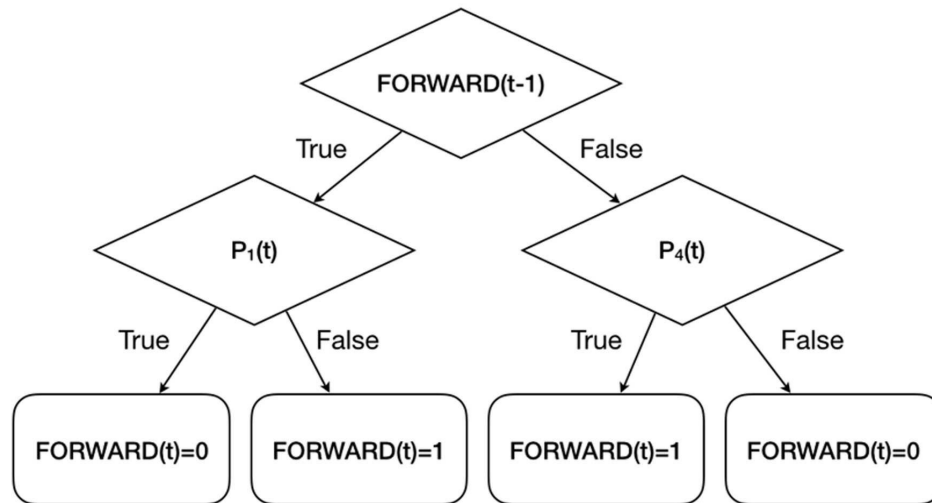 FORWARD(t-1)
True
False
P₁(t)
P₄(t)
True
False
True
False
FORWARD(t)=0
FORWARD(t)=1
FORWARD(t)=1
FORWARD(t)=0